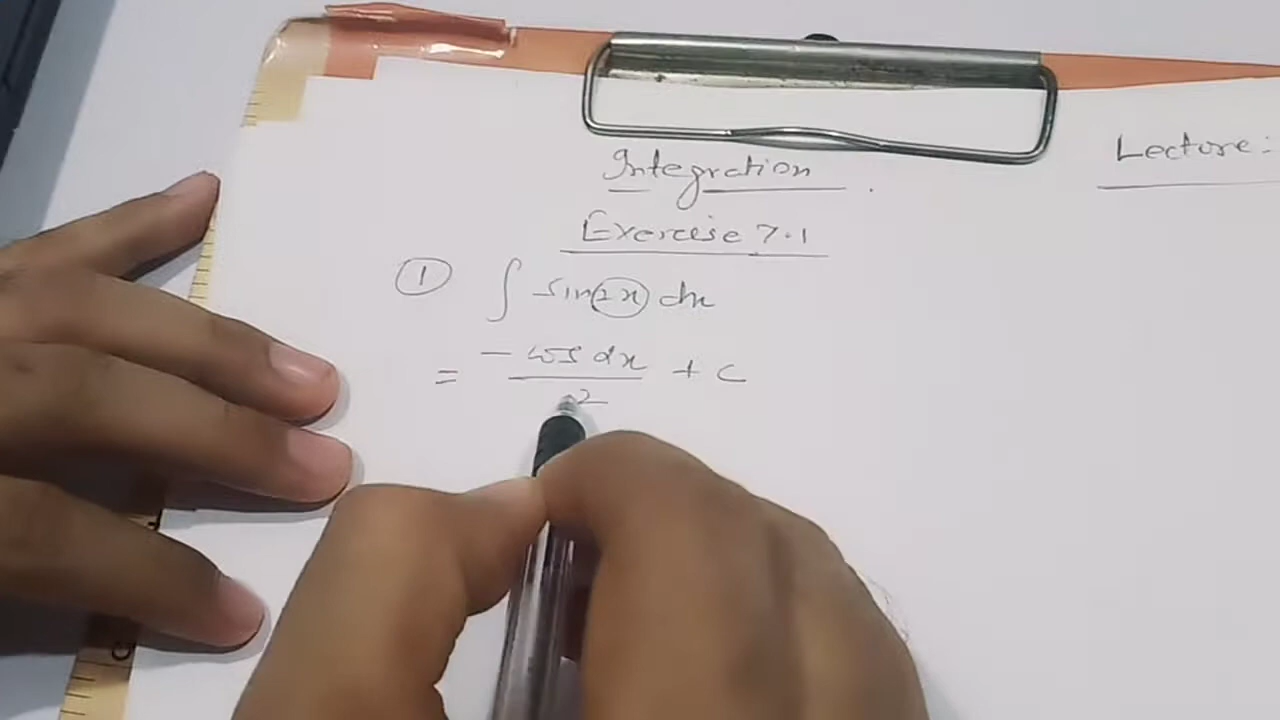 Integration
Lecture:
Exercise 7.1
① ∫ sin 2x dx
= - cos 2x / 2 + c